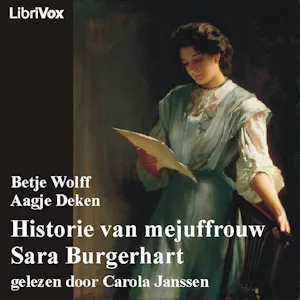 LibriVox
Betje Wolff
Aagje Deken
Historie van mejuffrouw
Sara Burgerhart
gelezen door Carola Janssen